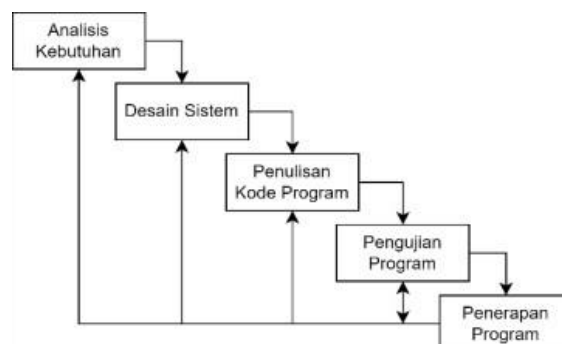 Analisis
Kebutuhan
Desain Sistem
Penulisan
Kode Program
Pengujian
Program
Penerapan
Program